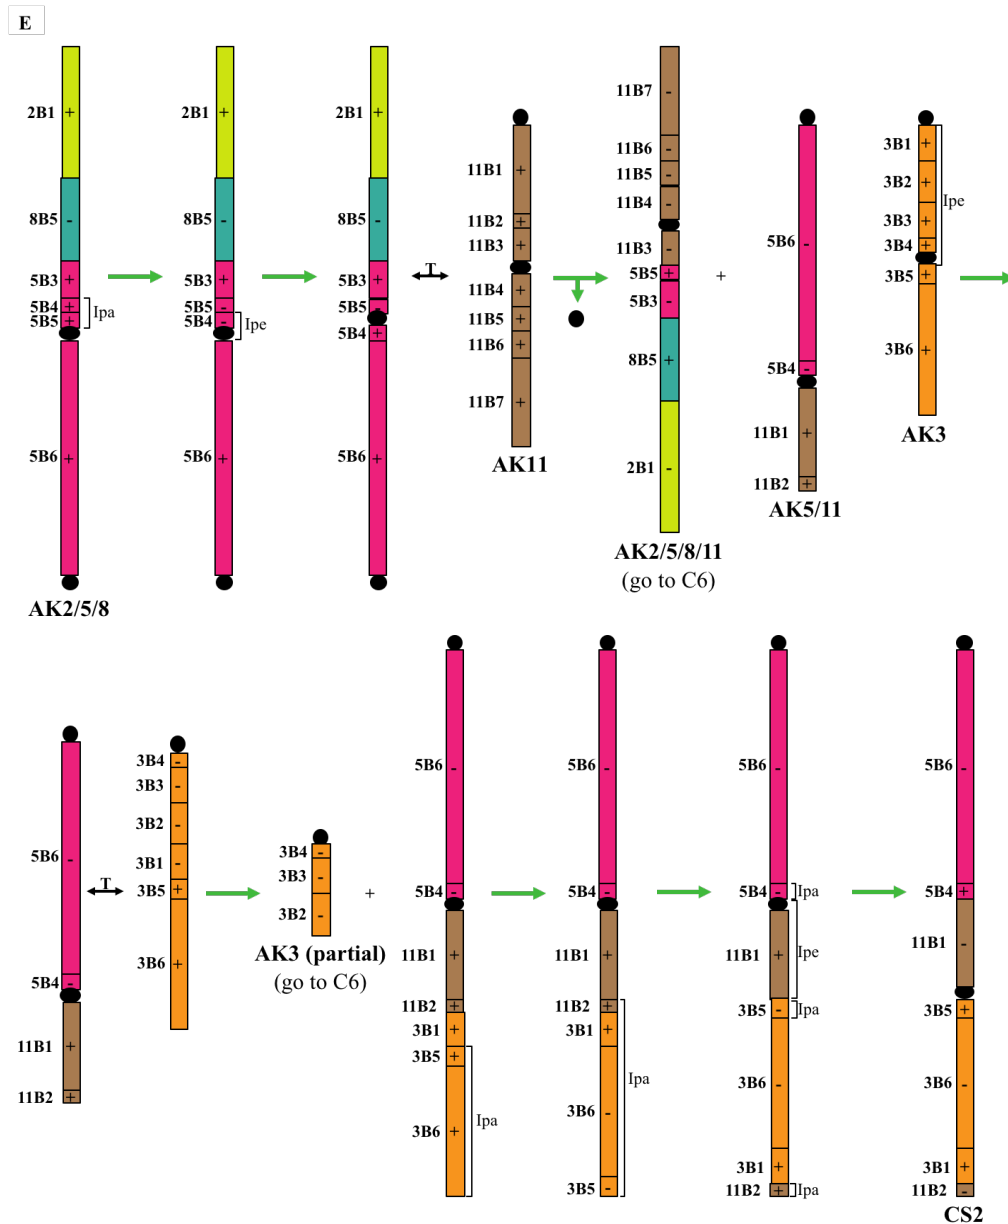 E
2B1 +
8B5 -
5B3 +
5B4 +
5B5 +
Ipa
5B6 +
AK2/5/8
2B1 +
8B5 -
5B3 +
5B5 -
5B4 -
Ipe
5B6 +
2B1 +
8B5 -
5B3 +
5B5 -
5B4 +
5B6 +
T
11B1 +
11B2 +
11B3 +
11B4 +
11B5 +
11B6 +
11B7 +
AK11
11B7 -
11B6 -
11B5 -
11B4 -
11B3 -
5B5 +
5B3 -
8B5 +
2B1 -
AK2/5/8/11
(go to C6)
+
5B6 -
5B4 -
11B1 +
11B2 +
AK5/11
3B1 +
3B2 +
3B3 +
3B4 +
Ipe
3B5 +
3B6 +
AK3
5B6 -
5B4 -
11B1 +
11B2 +
T
3B4 -
3B3 -
3B2 -
3B1 -
3B5 +
3B6 +
3B4 -
3B3 -
3B2 -
AK3 (partial)
(go to C6)
+
5B6 -
5B4 -
11B1 +
11B2 +
3B1 +
3B5 +
3B6 +
Ipa
5B6 -
5B4 -
11B1 +
11B2 +
3B1 +
3B6 -
3B5 -
Ipa
5B6 -
5B4 -
Ipa
11B1 +
Ipe
3B5 -
Ipa
3B6 -
3B1 +
11B2 +
Ipa
5B6 -
5B4 +
11B1 -
3B5 +
3B6 -
3B1 +
11B2 -
CS2